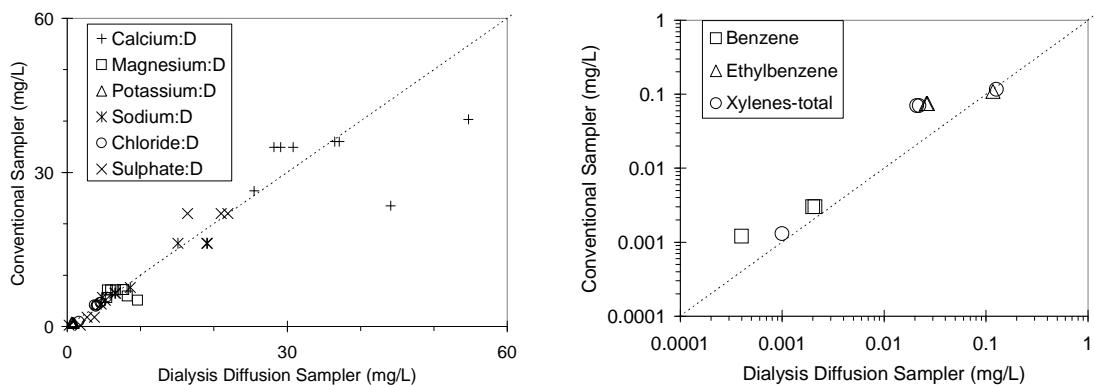 60
Conventional Sampler (mg/L)
Calcium:D
Magnesium:D
Potassium:D
Sodium:D
Chloride:D
Sulphate:D
30
0
0
30
60
Dialysis Diffusion Sampler (mg/L)
1
Conventional Sampler (mg/L)
Benzene
Ethylbenzene
Xylenes-total
0.1
0.01
0.001
0.0001
0.0001
0.001
0.01
0.1
1
Dialysis Diffusion Sampler (mg/L)